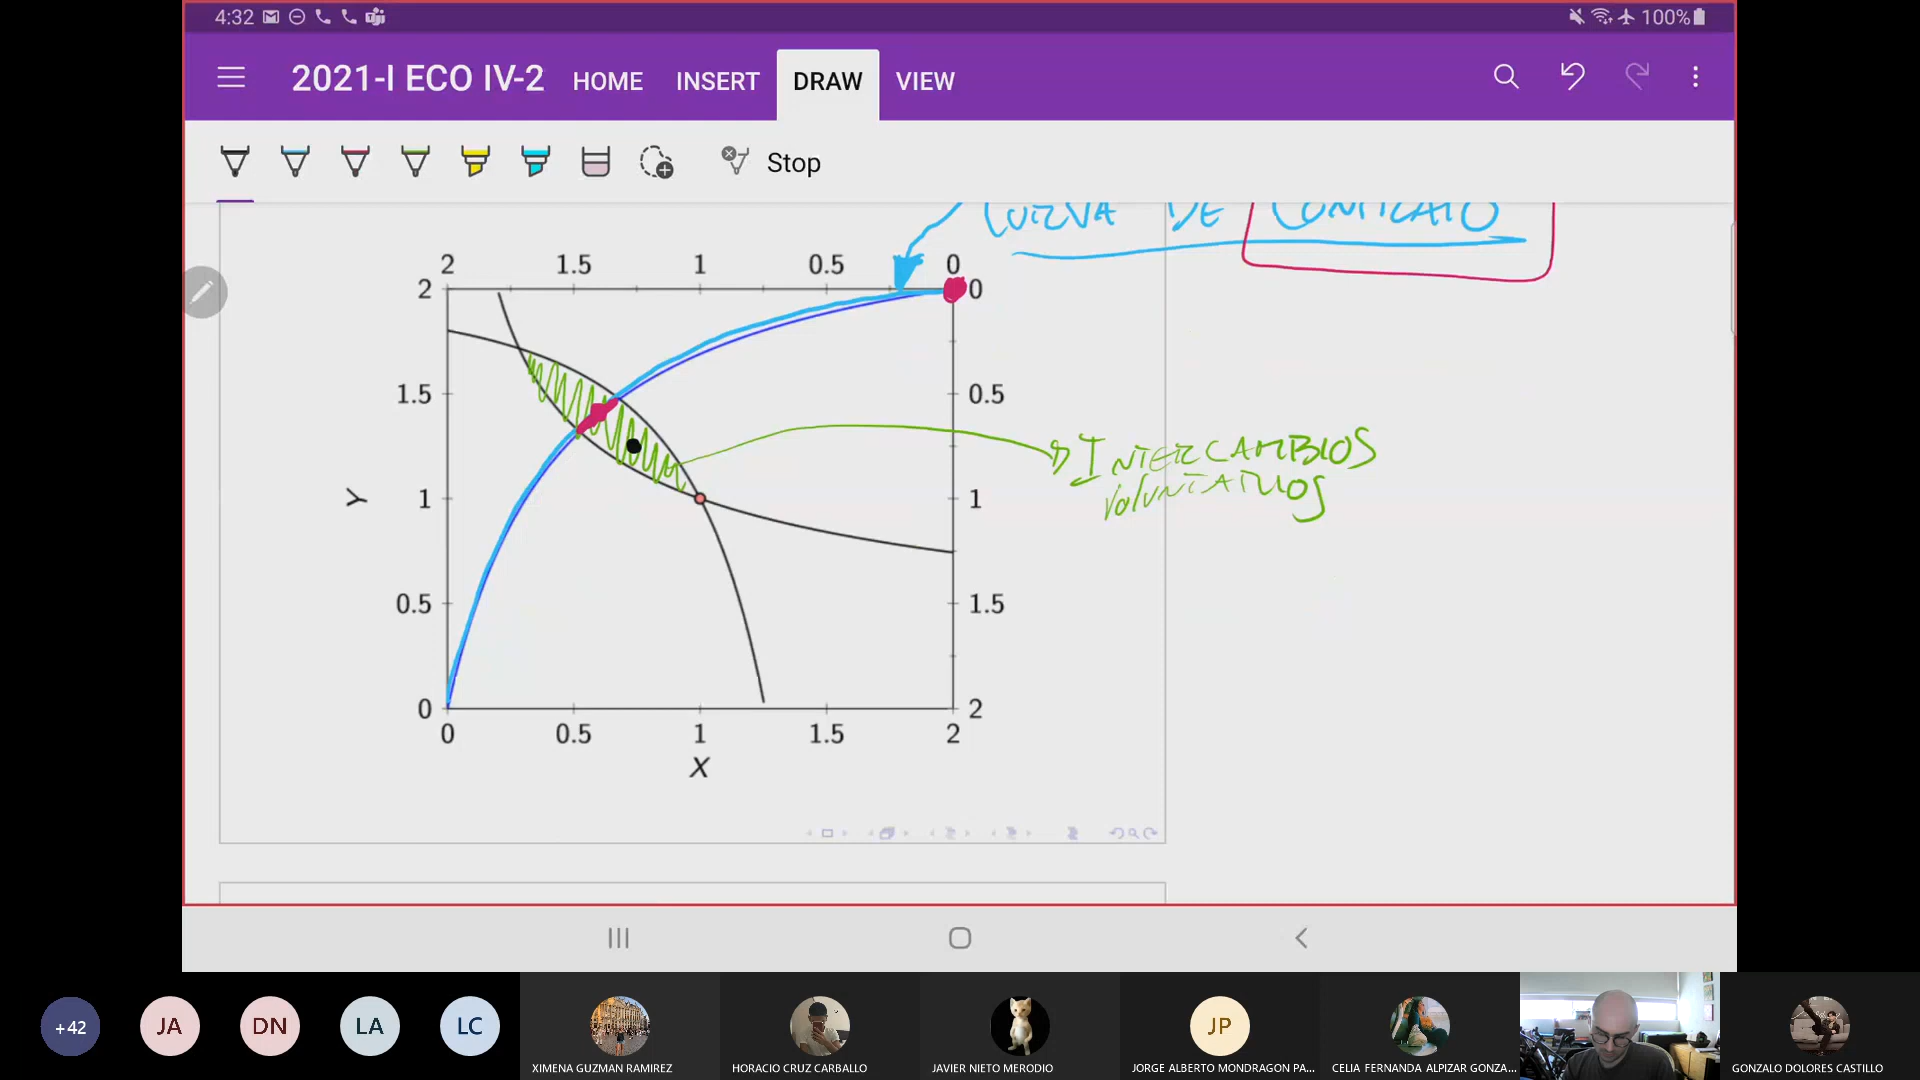 4:32 100%
2021-I ECO IV-2 HOME INSERT DRAW VIEW
Stop
CURVA DE CONTRATO
2 1.5 1 0.5 0
2 0
1.5 0.5
INTERCAMBIOS
VOLUNTARIOS
Y 1 1
0.5 1.5
0 2
0 0.5 1 1.5 2
X
+42 JA DN LA LC JP
XIMENA GUZMAN RAMIREZ HORACIO CRUZ CARBALLO JAVIER NIETO MERODIO JORGE ALBERTO MONDRAGON PA... CELIA FERNANDA ALPIZAR GONZA... GONZALO DOLORES CASTILLO